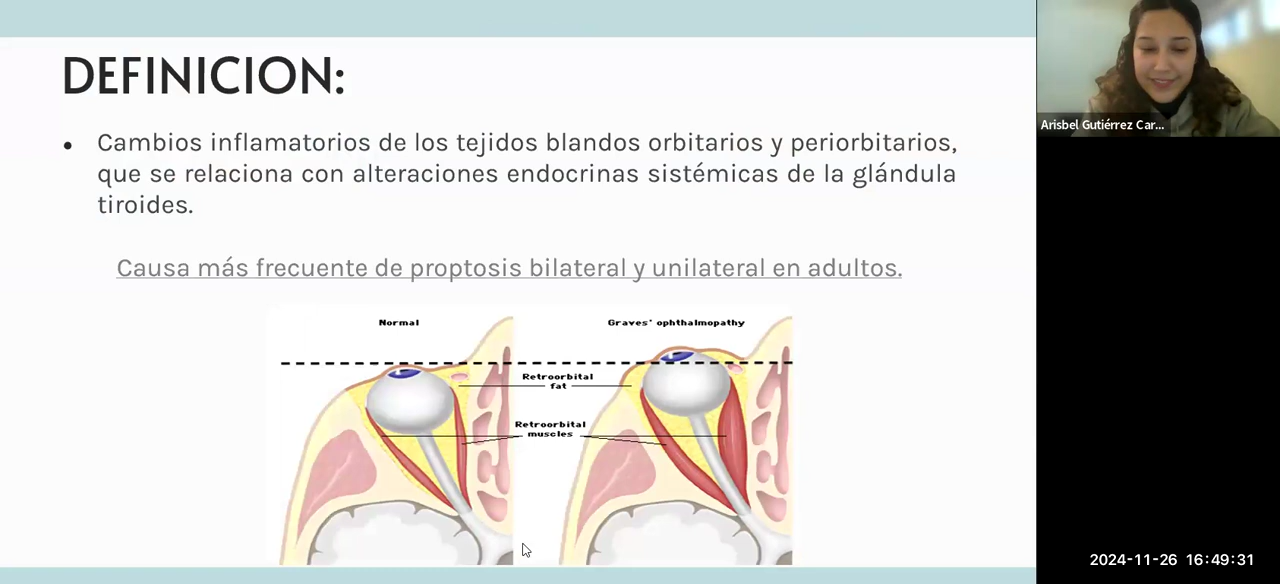 DEFINICION:
• Cambios inflamatorios de los tejidos blandos orbitarios y periorbitarios,
que se relaciona con alteraciones endocrinas sistémicas de la glándula
tiroides.
Causa más frecuente de proptosis bilateral y unilateral en adultos.
Normal
Graves' ophthalmopathy
Retroorbital
fat
Retroorbital
muscles
Arisbel Gutiérrez Car...
2024-11-26 16:49:31